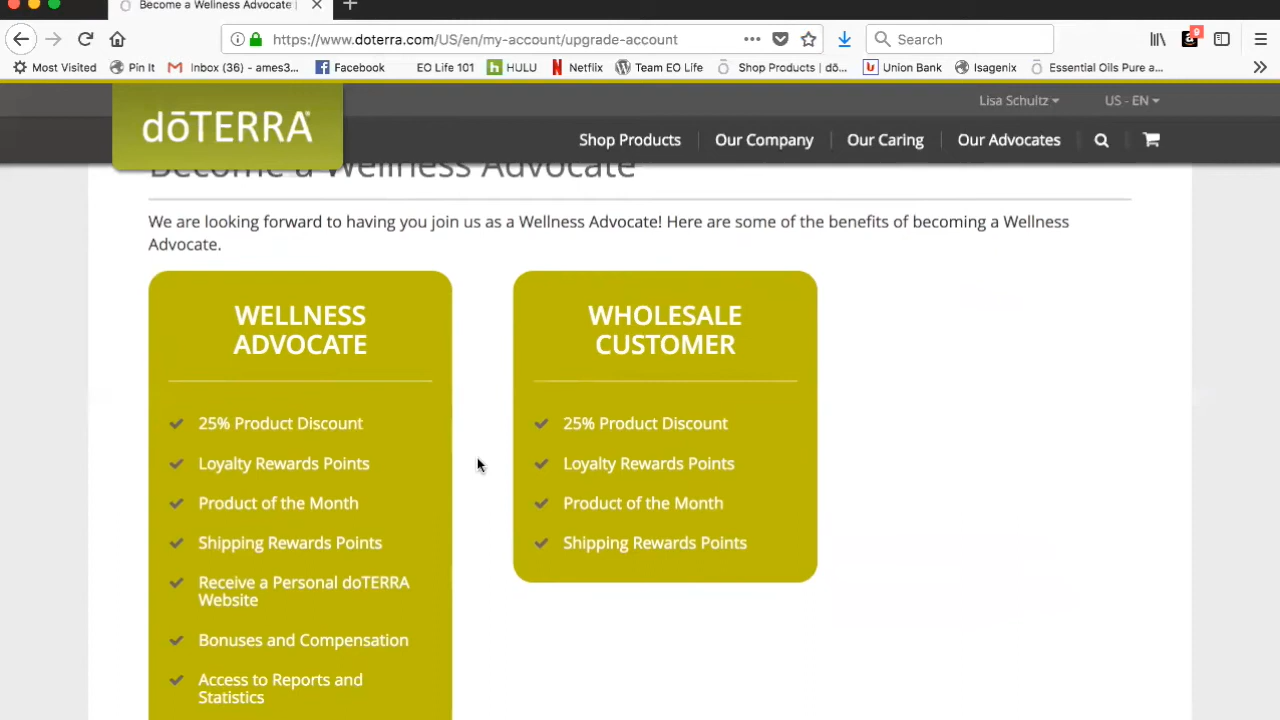 Become a Wellness Advocate |
https://www.doterra.com/US/en/my-account/upgrade-account
Search
9
Most Visited
Pin It
Inbox (36) - ames3...
Facebook
EO Life 101
HULU
Netflix
Team EO Life
Shop Products | dō...
Union Bank
Isagenix
Essential Oils Pure a...
Lisa Schultz
US - EN
dōTERRA
Shop Products
Our Company
Our Caring
Our Advocates
Become a Wellness Advocate
We are looking forward to having you join us as a Wellness Advocate! Here are some of the benefits of becoming a Wellness
Advocate.
WELLNESS
ADVOCATE
25% Product Discount
Loyalty Rewards Points
Product of the Month
Shipping Rewards Points
Receive a Personal doTERRA
Website
Bonuses and Compensation
Access to Reports and
Statistics
WHOLESALE
CUSTOMER
25% Product Discount
Loyalty Rewards Points
Product of the Month
Shipping Rewards Points